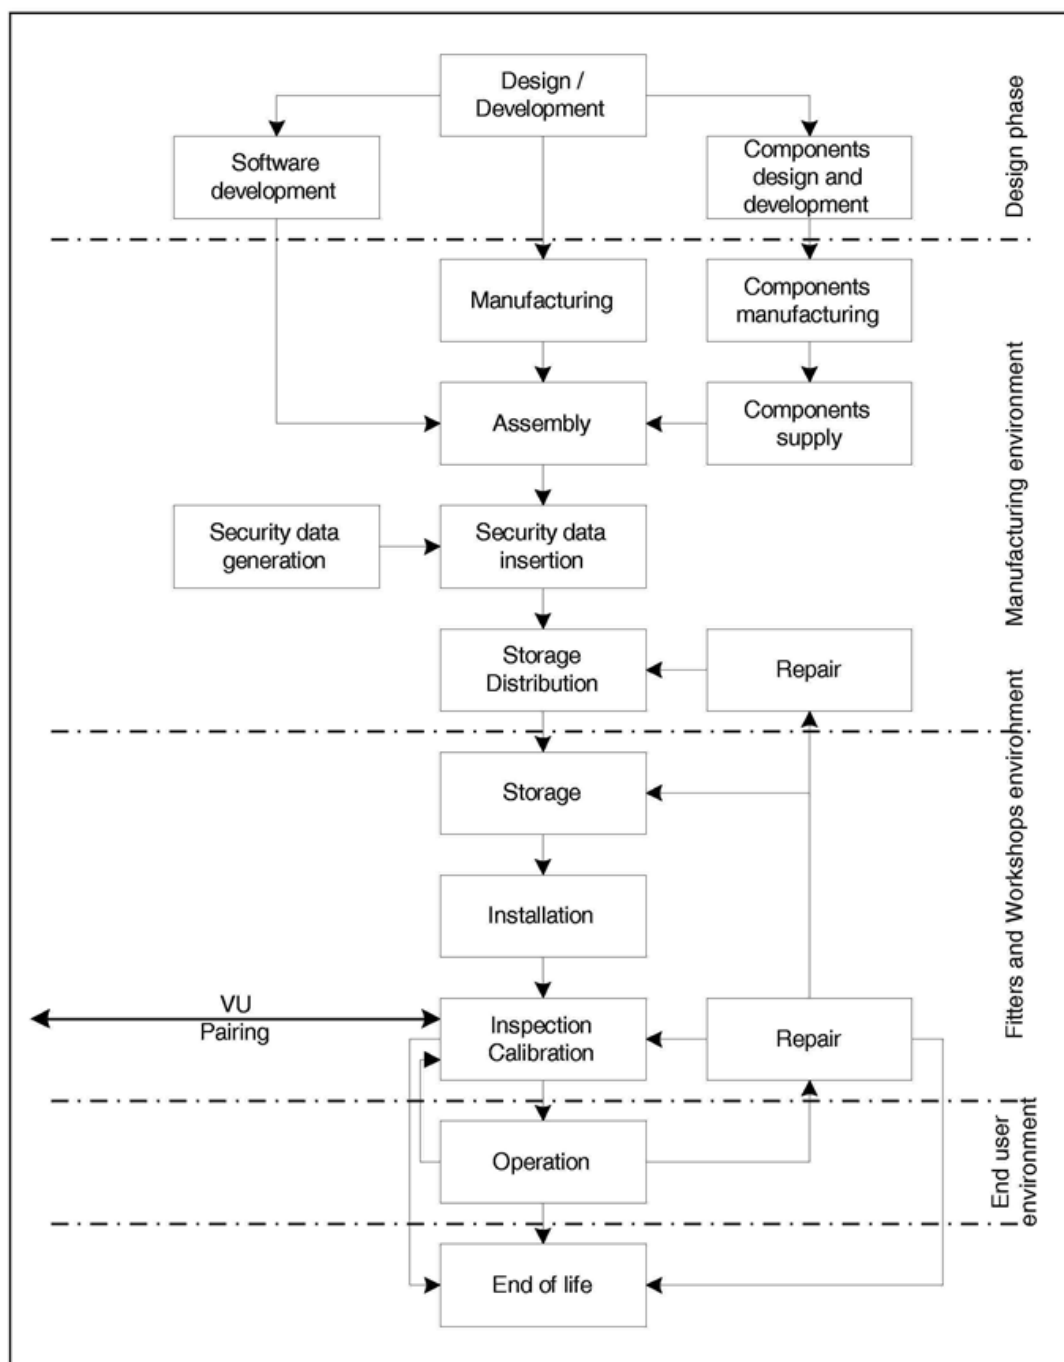 Design /
Development
Software
development
Components
design and
development
Design phase
Manufacturing
Components
manufacturing
Assembly
Components
supply
Manufacturing environment
Security data
generation
Security data
insertion
Storage
Distribution
Repair
Storage
Fitters and Workshops environment
Installation
VU
Pairing
Inspection
Calibration
Repair
Operation
End user
environment
End of life